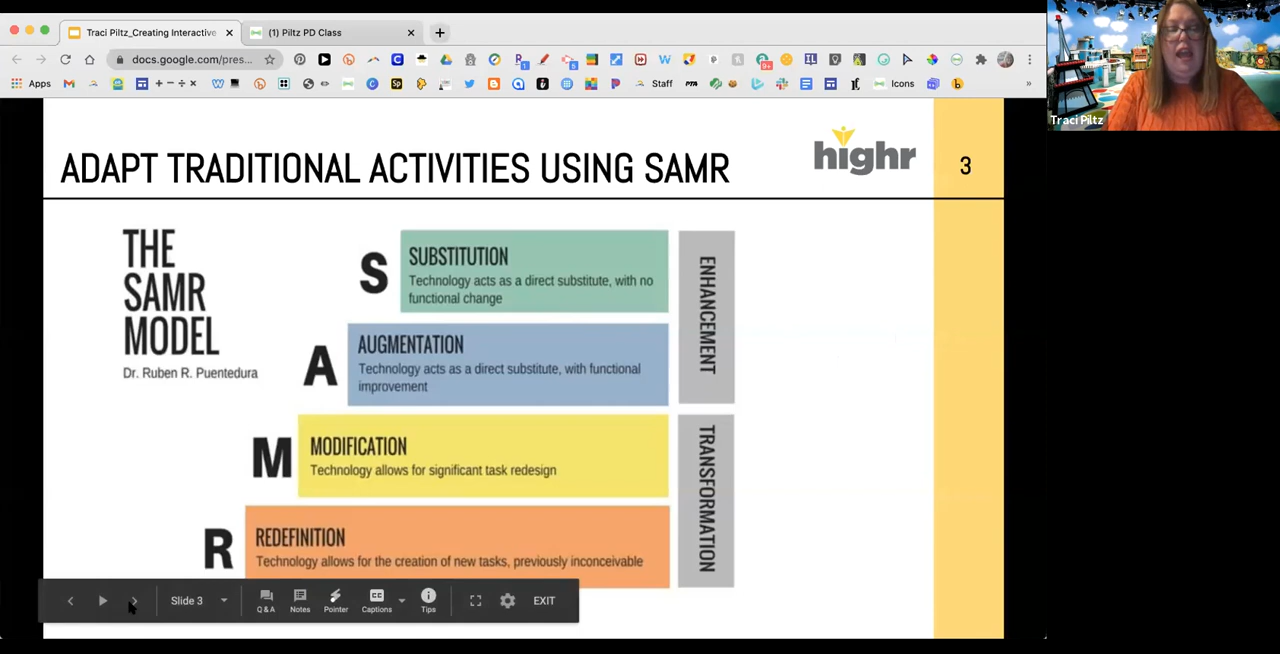 Traci Piltz_Creating Interactive
(1) Piltz PD Class
docs.google.com/pres...
Apps
Staff
Icons
Traci Piltz
ADAPT TRADITIONAL ACTIVITIES USING SAMR
highr
3
THE
SAMR
MODEL
Dr. Ruben R. Puentedura
S
SUBSTITUTION
Technology acts as a direct substitute, with no
functional change
A
AUGMENTATION
Technology acts as a direct substitute, with functional
improvement
ENHANCEMENT
M
MODIFICATION
Technology allows for significant task redesign
R
REDEFINITION
Technology allows for the creation of new tasks, previously inconceivable
TRANSFORMATION
Slide 3
Q & A
Notes
Pointer
Captions
Tips
EXIT